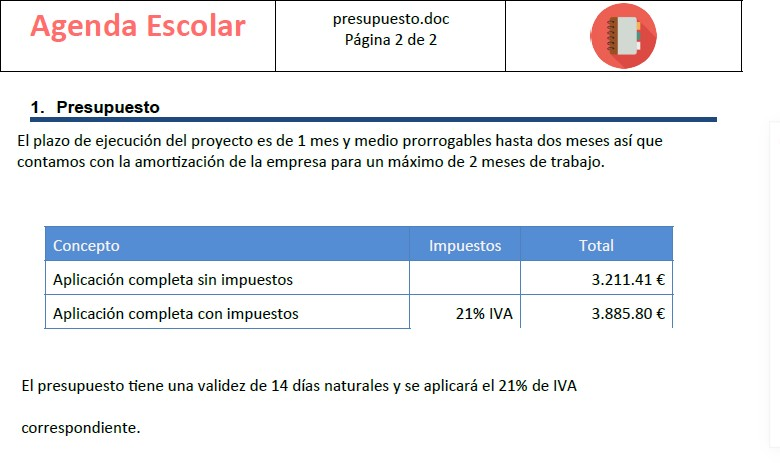 Agenda Escolar
presupuesto.doc
Página 2 de 2
1. Presupuesto
El plazo de ejecución del proyecto es de 1 mes y medio prorrogables hasta dos meses así que
contamos con la amortización de la empresa para un máximo de 2 meses de trabajo.
Concepto Impuestos Total
Aplicación completa sin impuestos 3.211.41 €
Aplicación completa con impuestos 21% IVA 3.885.80 €
El presupuesto tiene una validez de 14 días naturales y se aplicará el 21% de IVA
correspondiente.